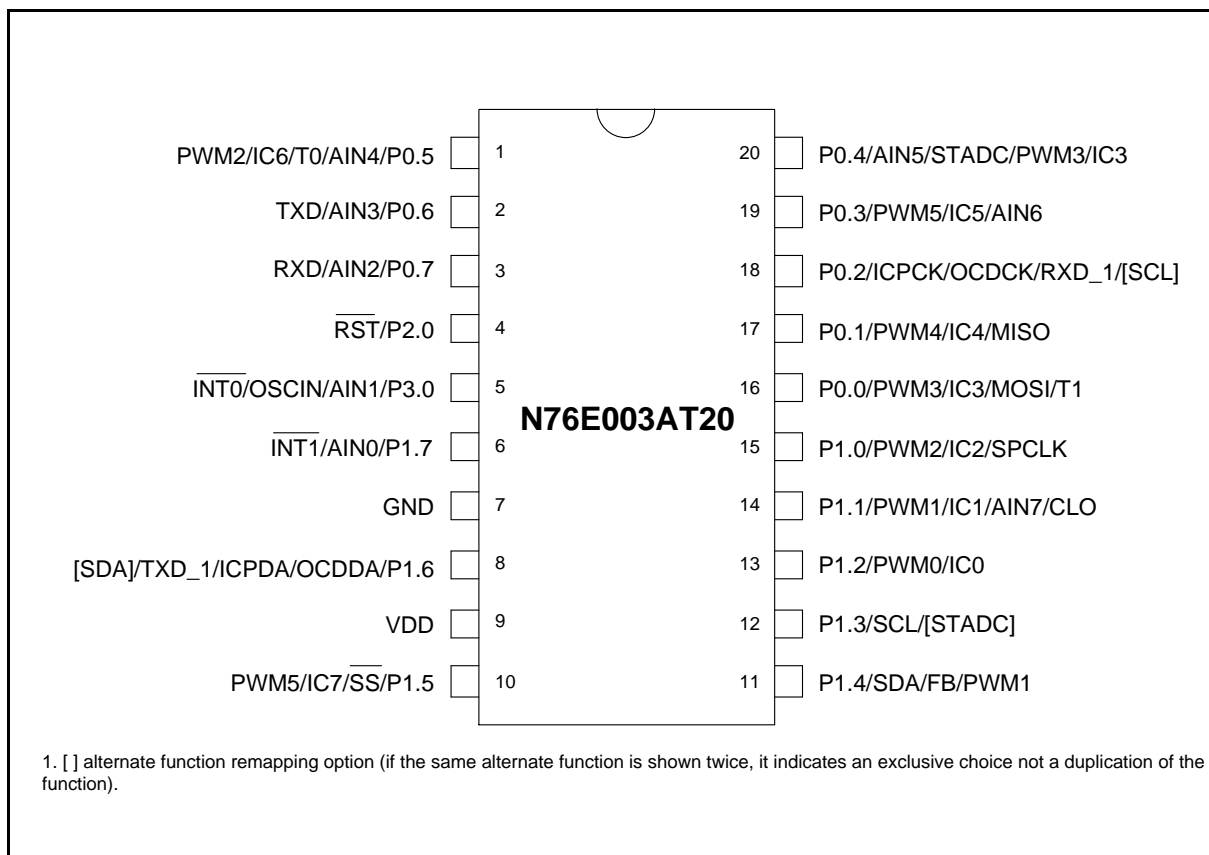 PWM2/IC6/T0/AIN4/P0.5 1 20 P0.4/AIN5/STADC/PWM3/IC3
TXD/AIN3/P0.6 2 19 P0.3/PWM5/IC5/AIN6
RXD/AIN2/P0.7 3 18 P0.2/ICPCK/OCDCK/RXD_1/[SCL]
RST/P2.0 4 17 P0.1/PWM4/IC4/MISO
INT0/OSCIN/AIN1/P3.0 5 16 P0.0/PWM3/IC3/MOSI/T1
N76E003AT20
INT1/AIN0/P1.7 6 15 P1.0/PWM2/IC2/SPCLK
GND 7 14 P1.1/PWM1/IC1/AIN7/CLO
[SDA]/TXD_1/ICPDA/OCDDA/P1.6 8 13 P1.2/PWM0/IC0
VDD 9 12 P1.3/SCL/[STADC]
PWM5/IC7/SS/P1.5 10 11 P1.4/SDA/FB/PWM1
1. [ ] alternate function remapping option (if the same alternate function is shown twice, it indicates an exclusive choice not a duplication of the
function).